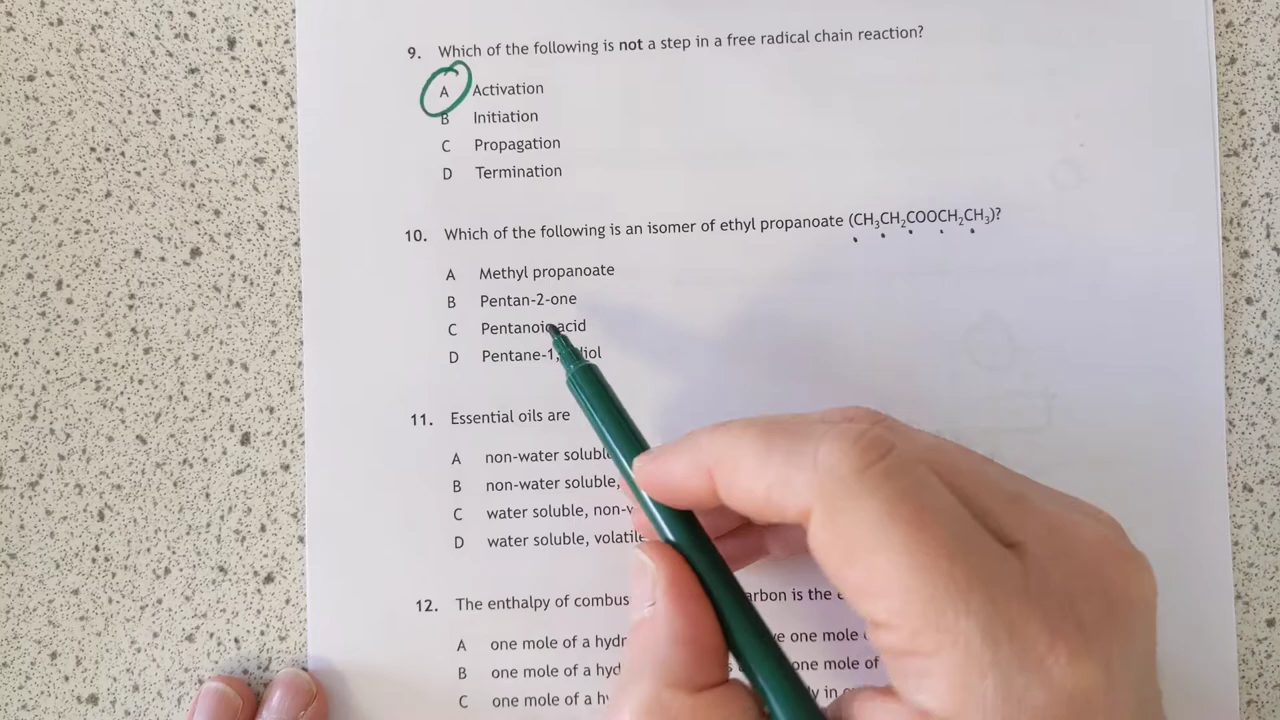 9. Which of the following is not a step in a free radical chain reaction?
A Activation
B Initiation
C Propagation
D Termination
10. Which of the following is an isomer of ethyl propanoate (CH₃CH₂COOCH₂CH₃)?
A Methyl propanoate
B Pentan-2-one
C Pentanoic acid
D Pentane-1, diol
11. Essential oils are
A non-water
B non-water soluble,
C water soluble,
D water soluble,
12. The enthalpy of is the
A one mole of a one mole
B one mole of a one mole of
C one mole of a in